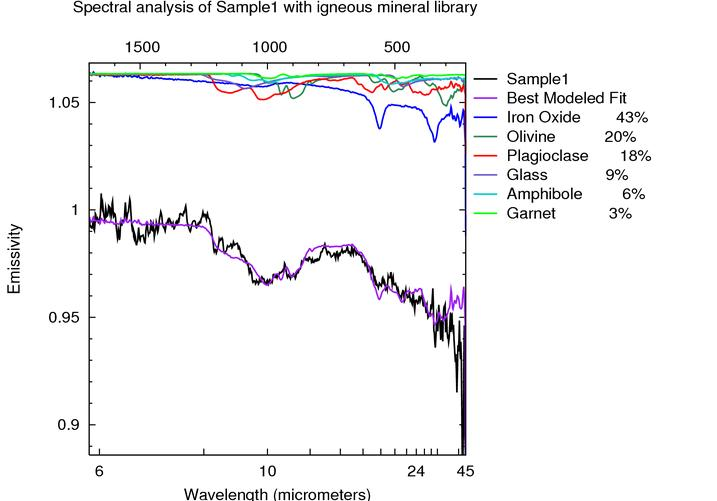 Spectral analysis of Sample1 with igneous mineral library
1500 1000 500
1.05
1
0.95
0.9
Emissivity
6 10 24 45
Wavelength (micrometers)
Sample1
Best Modeled Fit
Iron Oxide 43%
Olivine 20%
Plagioclase 18%
Glass 9%
Amphibole 6%
Garnet 3%